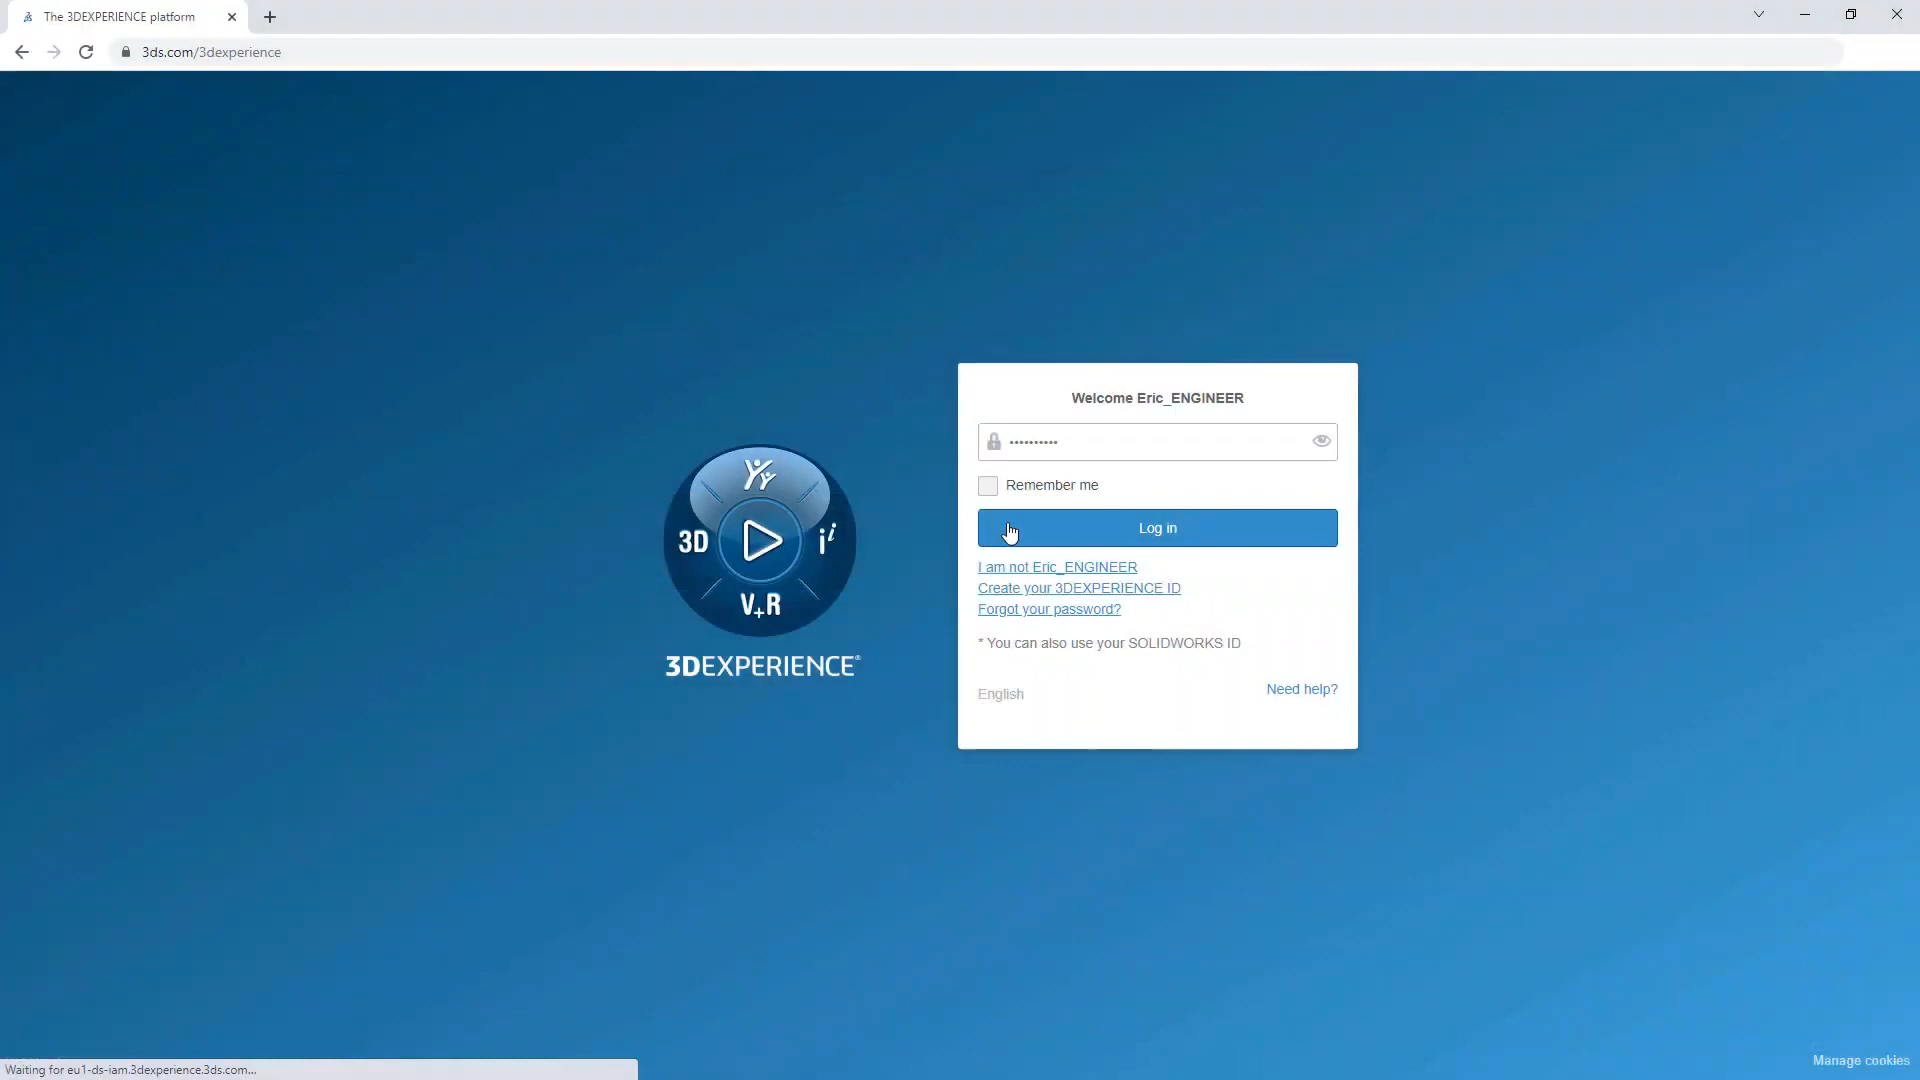 The 3DEXPERIENCE platform
3ds.com/3dexperience
Welcome Eric_ENGINEER
••••••••••
Remember me
Log in
I am not Eric_ENGINEER
Create your 3DEXPERIENCE ID
Forgot your password?
* You can also use your SOLIDWORKS ID
English
Need help?
3D
i
V+R
3DEXPERIENCE®
Manage cookies
Waiting for eu1-ds-iam.3dexperience.3ds.com...